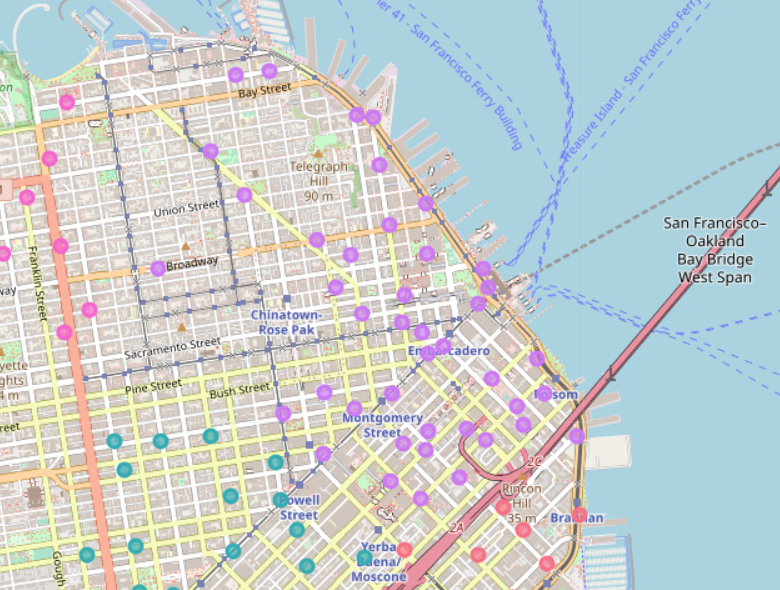 Pier 41 - San Francisco Ferry Building
Treasure Island - San Francisco Ferry
Bay Street
Telegraph
Hill
90 m
Union Street
San Francisco–
Oakland
Bay Bridge
West Span
Franklin Street
Broadway
way
Chinatown-
Rose Pak
Sacramento Street
Embarcadero
Pine Street
Bush Street
Folsom
Montgomery
Street
2C
Rincon
Hill
35 m
Powell
Street
2A
Brannan
Yerba
Buena/
Moscone
Gough